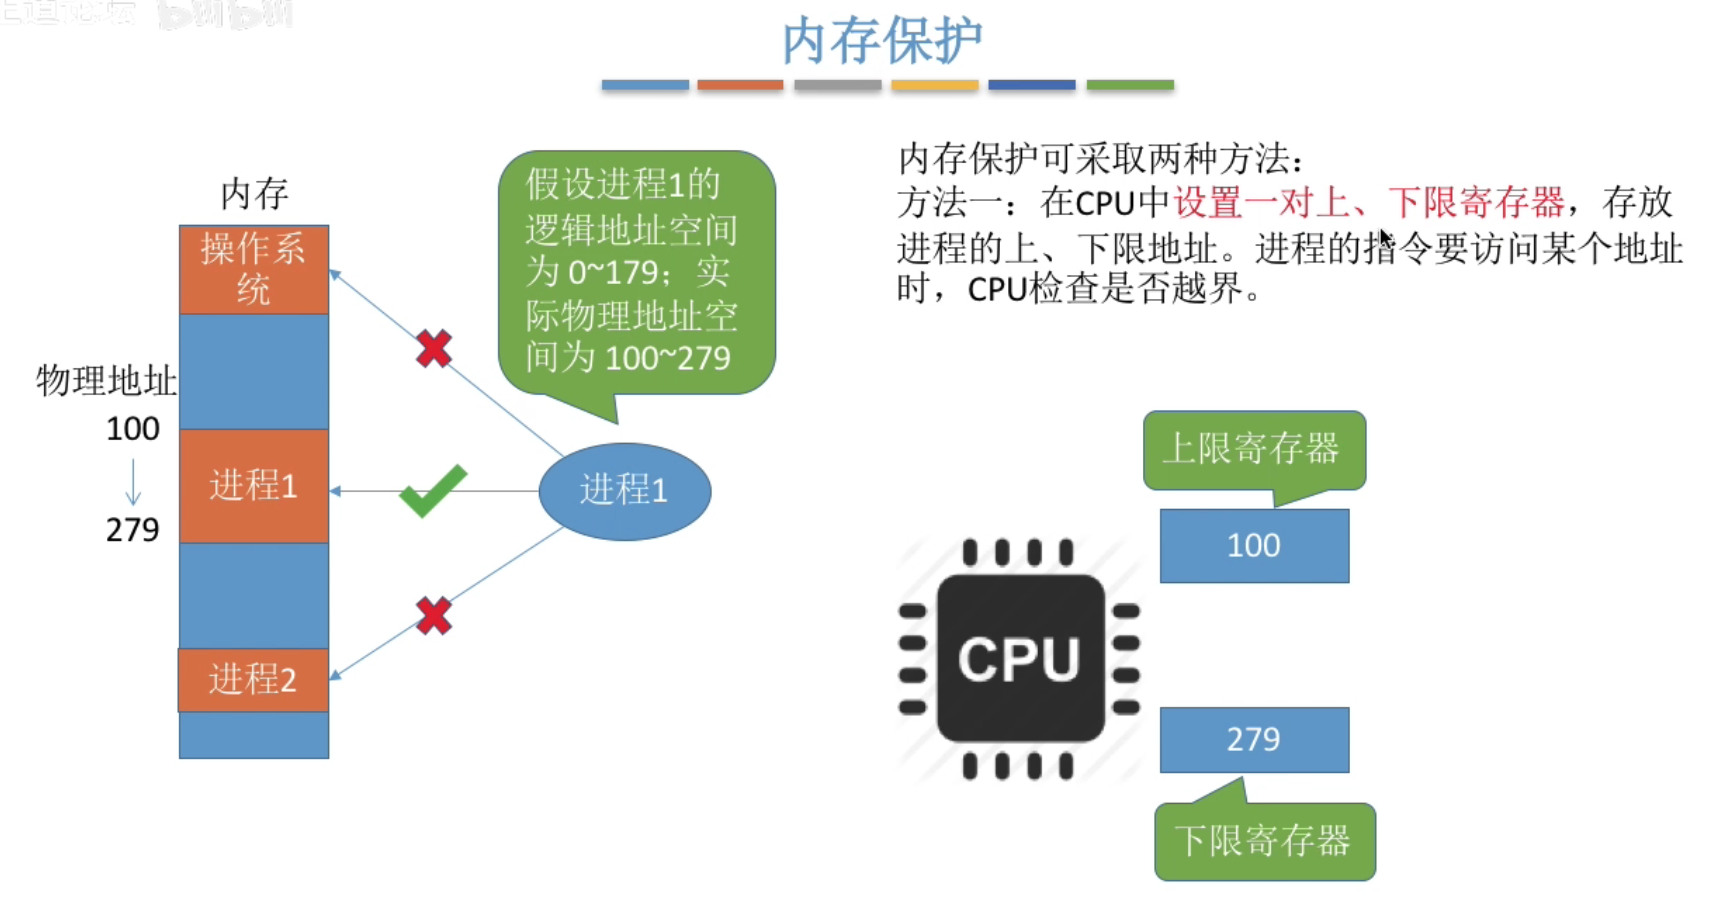 内存保护
内存
操作系
统
物理地址
100
279
进程1
进程2
假设进程1的
逻辑地址空间
为 0~179；实
际物理地址空
间为 100~279
进程1
内存保护可采取两种方法：
方法一：在CPU中设置一对上、下限寄存器，存放
进程的上、下限地址。进程的指令要访问某个地址
时，CPU检查是否越界。
上限寄存器
100
CPU
279
下限寄存器